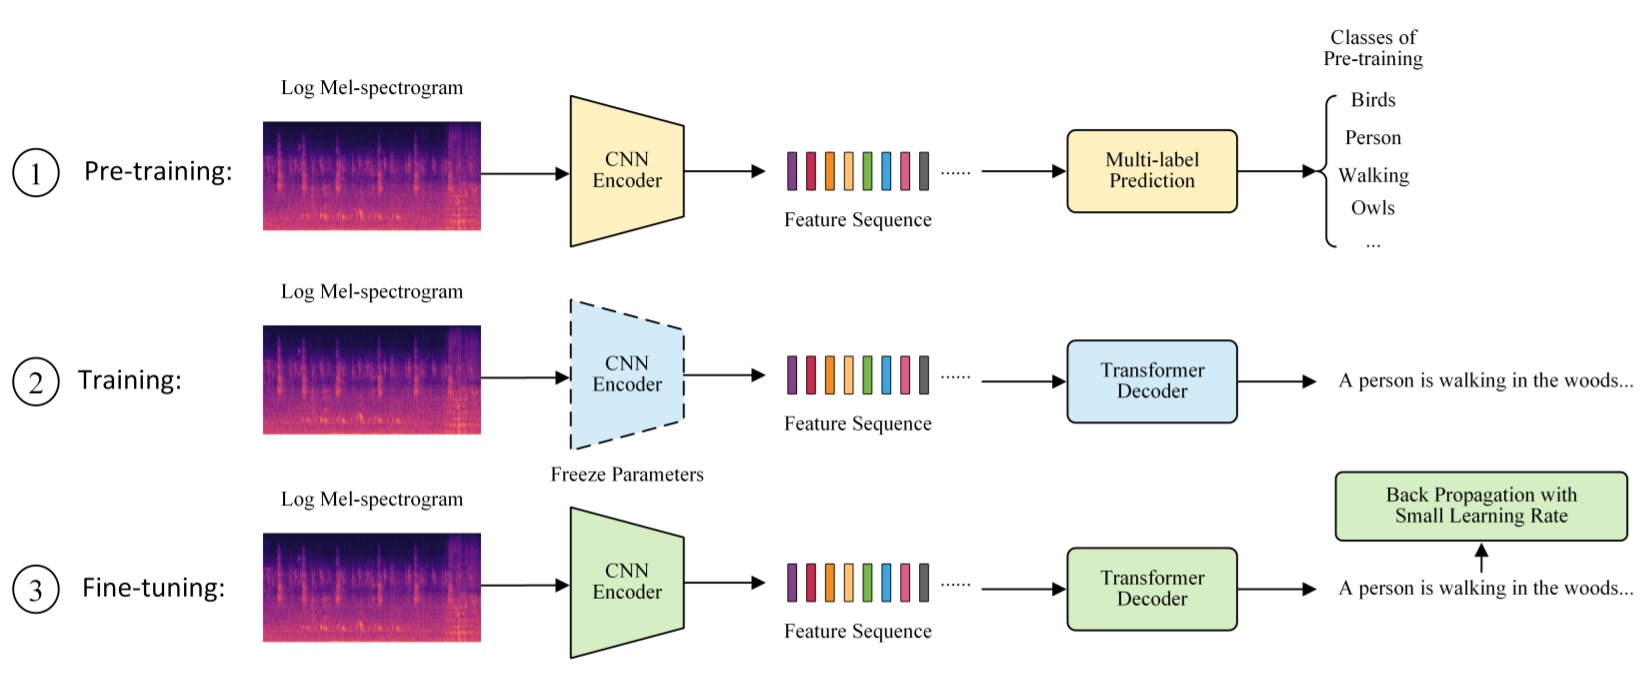 Classes of
Pre-training
Log Mel-spectrogram
1 Pre-training:
CNN
Encoder
Feature Sequence
......
Multi-label
Prediction
Birds
Person
Walking
Owls
...
Log Mel-spectrogram
2 Training:
CNN
Encoder
Freeze Parameters
Feature Sequence
......
Transformer
Decoder
A person is walking in the woods...
Log Mel-spectrogram
3 Fine-tuning:
CNN
Encoder
Feature Sequence
......
Transformer
Decoder
Back Propagation with
Small Learning Rate
A person is walking in the woods...